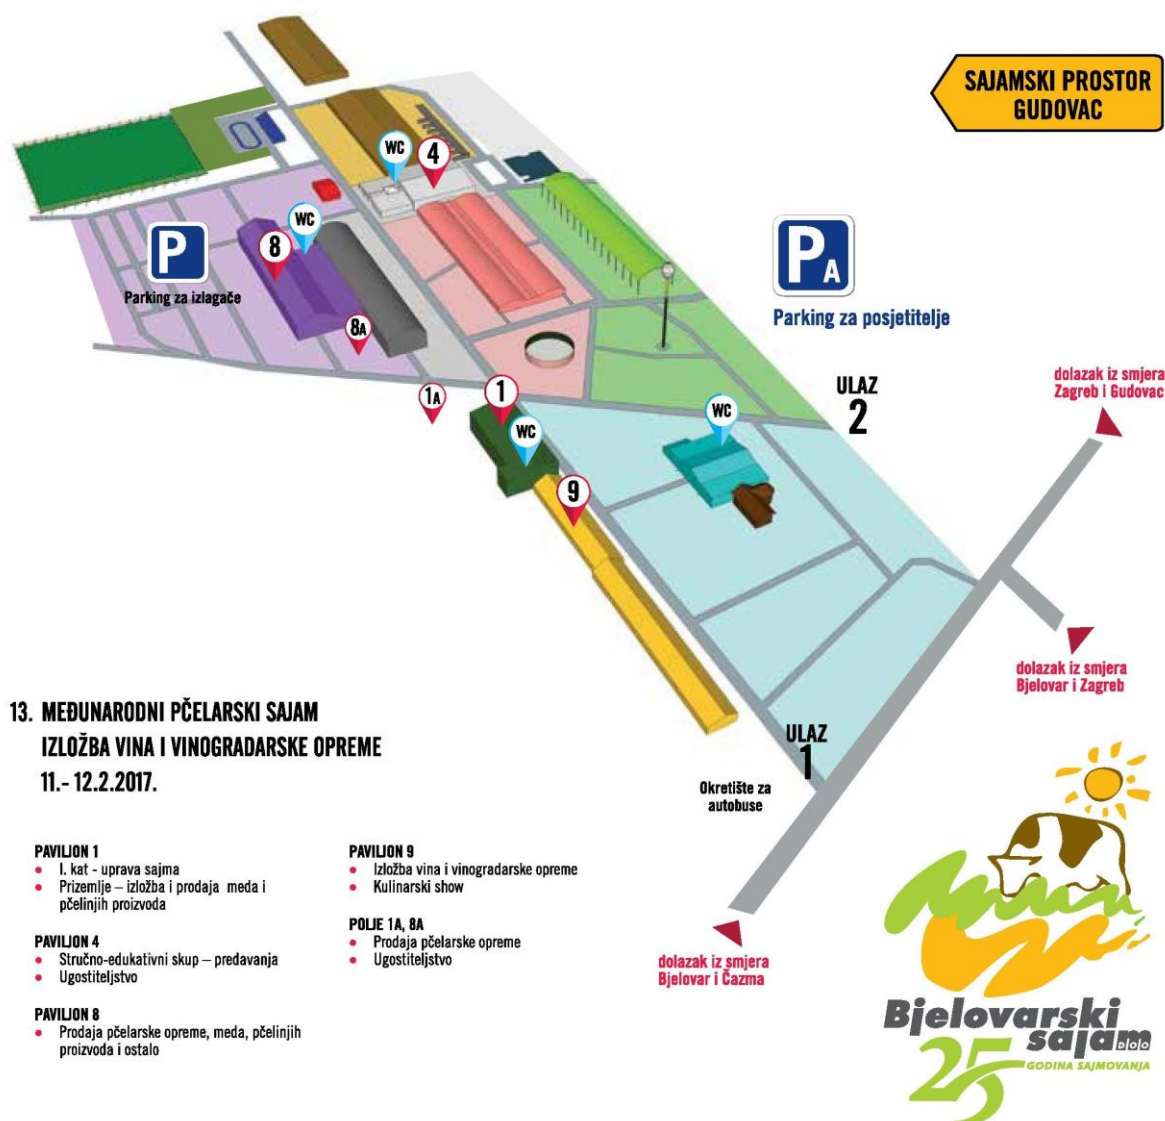 SAJAMSKI PROSTOR
GUDOVAC
WC
4
WC
8
P
Parking za izlagače
8A
PA
Parking za posjetitelje
1A
1
WC
WC
ULAZ
2
dolazak iz smjera
Zagreb i Gudovac
9
dolazak iz smjera
Bjelovar i Zagreb
13. MEĐUNARODNI PČELARSKI SAJAM
IZLOŽBA VINA I VINOGRADARSKE OPREME
11.- 12.2.2017.
ULAZ
1
Okretište za
autobuse
PAVILJON 1
• I. kat - uprava sajma
• Prizemlje – izložba i prodaja meda i
pčelinjih proizvoda
PAVILJON 4
• Stručno-edukativni skup – predavanja
• Ugostiteljstvo
PAVILJON 8
• Prodaja pčelarske opreme, meda, pčelinjih
proizvoda i ostalo
PAVILJON 9
• Izložba vina i vinogradarske opreme
• Kulinarski show
POLJE 1A, 8A
• Prodaja pčelarske opreme
• Ugostiteljstvo
dolazak iz smjera
Bjelovar i Čazma
Bjelovarski
sajam D|O|O
25 GODINA SAJMOVANJA